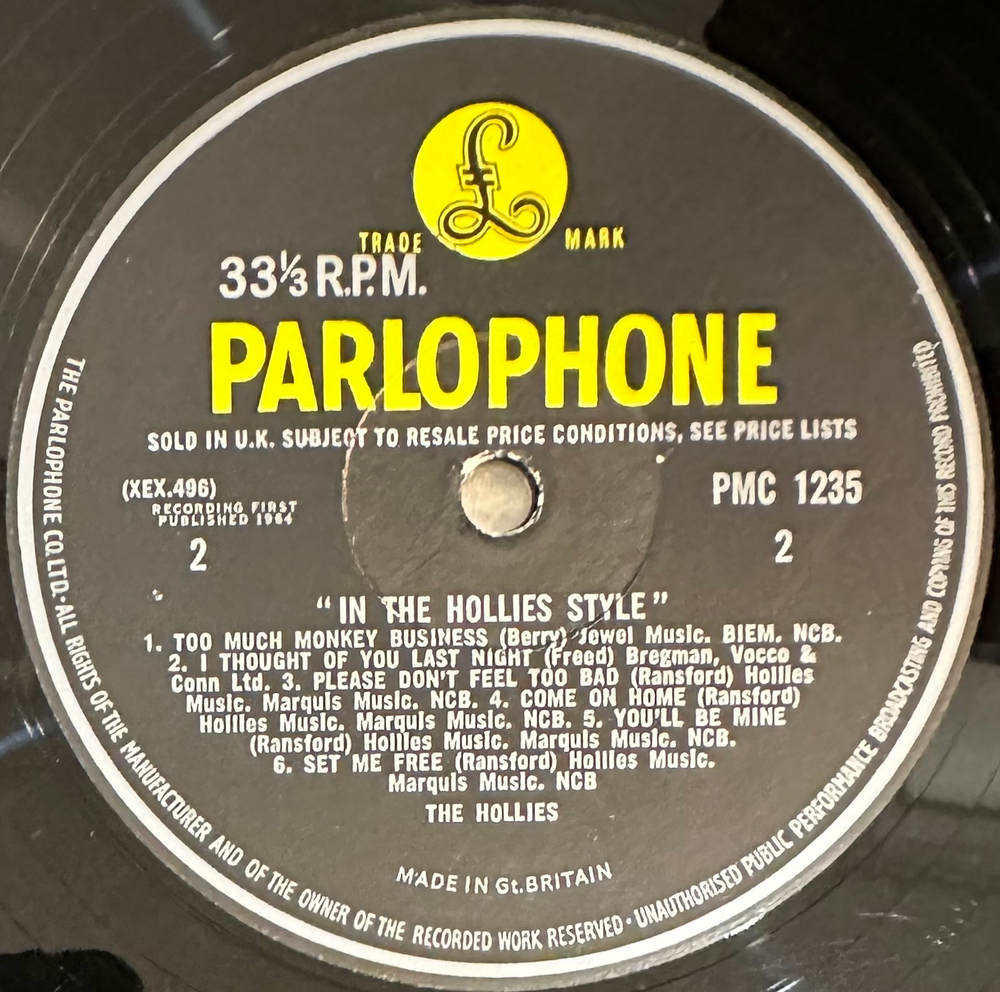 £
TRADE MARK
33⅓ R.P.M.
PARLOPHONE
SOLD IN U.K. SUBJECT TO RESALE PRICE CONDITIONS, SEE PRICE LISTS
(XEX.496)
RECORDING FIRST
PUBLISHED 1964
2
PMC 1235
2
"IN THE HOLLIES STYLE"
1. TOO MUCH MONKEY BUSINESS (Berry) Jewel Music. BIEM. NCB.
2. I THOUGHT OF YOU LAST NIGHT (Freed) Bregman, Vocco &
Conn Ltd. 3. PLEASE DON'T FEEL TOO BAD (Ransford) Hollies
Music. Marquis Music. NCB. 4. COME ON HOME (Ransford)
Hollies Music. Marquis Music. NCB. 5. YOU'LL BE MINE
(Ransford) Hollies Music. Marquis Music. NCB.
6. SET ME FREE (Ransford) Hollies Music.
Marquis Music. NCB
THE HOLLIES
MADE IN Gt.BRITAIN
THE PARLOPHONE CO.LTD.·ALL RIGHTS OF THE MANUFACTURER AND OF THE OWNER OF THE RECORDED WORK RESERVED·UNAUTHORISED PUBLIC PERFORMANCE BROADCASTING AND COPYING OF THIS RECORD PROHIBITED